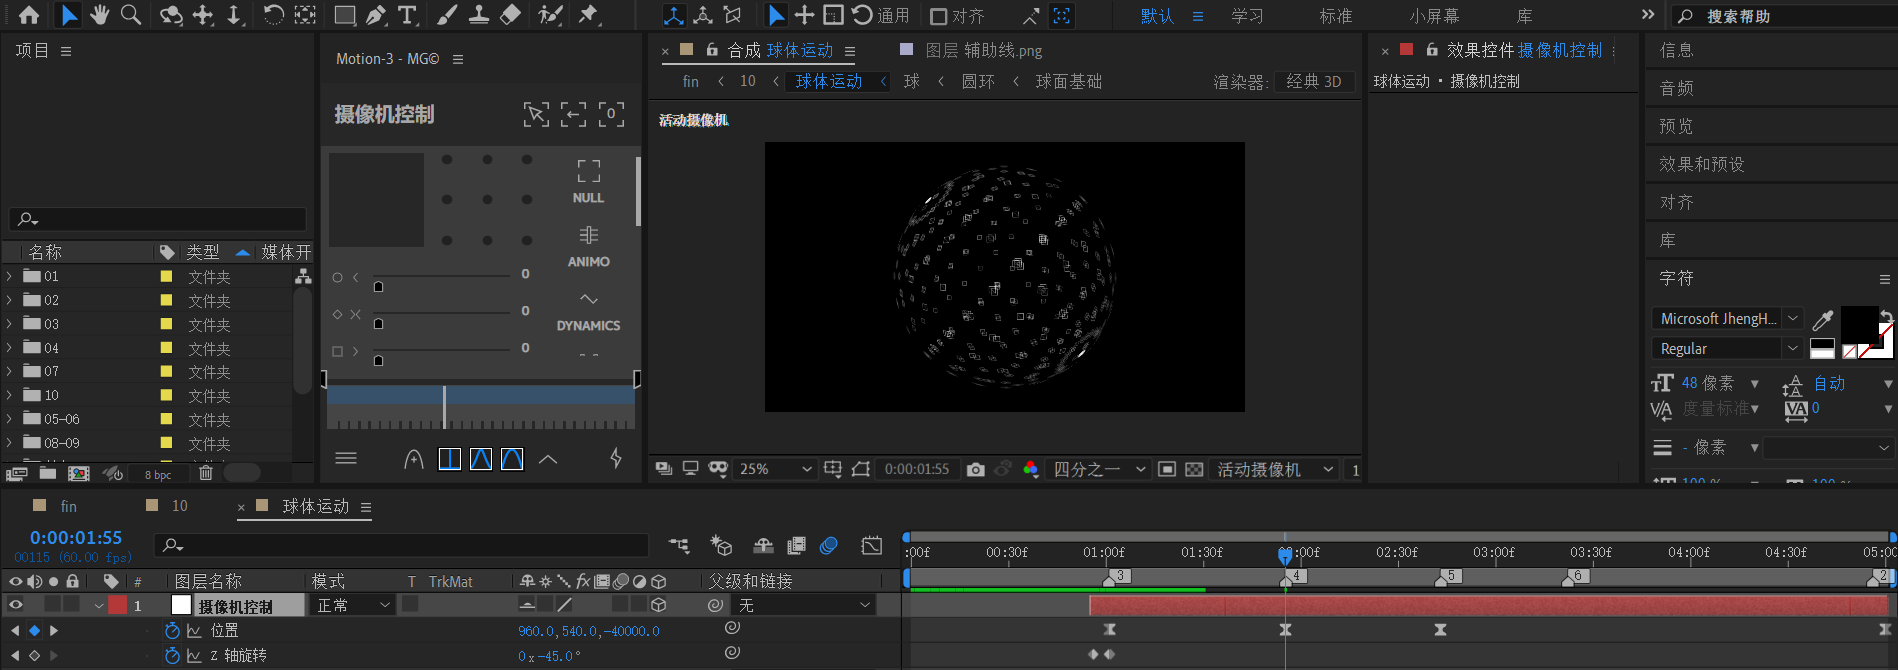 通用
对齐
默认
学习
标准
小屏幕
库
搜索帮助
项目
名称
类型
媒体开
01 文件夹
02 文件夹
03 文件夹
04 文件夹
07 文件夹
10 文件夹
05-06 文件夹
08-09 文件夹
8 bpc
Motion-3 - MG©
摄像机控制
0
NULL
ANIMO
DYNAMICS
0
0
0
合成 球体运动
图层 辅助线.png
fin
10
球体运动
球
圆环
球面基础
渲染器:
经典 3D
活动摄像机
25%
0:00:01:55
四分之一
活动摄像机
1
效果控件 摄像机控制
球体运动 · 摄像机控制
信息
音频
预览
效果和预设
对齐
库
字符
Microsoft JhengH...
Regular
48 像素
自动
度量标准
0
- 像素
fin
10
球体运动
0:00:01:55
00115 (60.00 fps)
:00f 00:30f 01:00f 01:30f 02:30f 03:00f 03:30f 04:00f 04:30f
3 4 5 6 2
# 图层名称 模式 T TrkMat 父级和链接
1 摄像机控制 正常 无
位置 960.0,540.0,-40000.0
Z 轴旋转 0x-45.0°